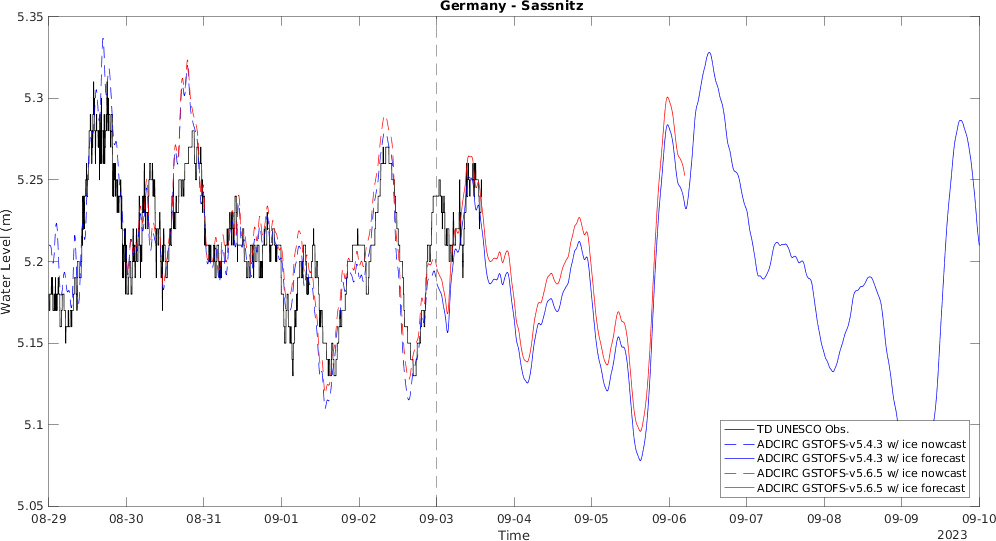 Germany - Sassnitz
5.35
5.3
5.25
5.2
5.15
5.1
5.05
Water Level (m)
TD UNESCO Obs.
ADCIRC GSTOFS-v5.4.3 w/ ice nowcast
ADCIRC GSTOFS-v5.4.3 w/ ice forecast
ADCIRC GSTOFS-v5.6.5 w/ ice nowcast
ADCIRC GSTOFS-v5.6.5 w/ ice forecast
08-29 08-30 08-31 09-01 09-02 09-03 09-04 09-05 09-06 09-07 09-08 09-09 09-10
Time
2023